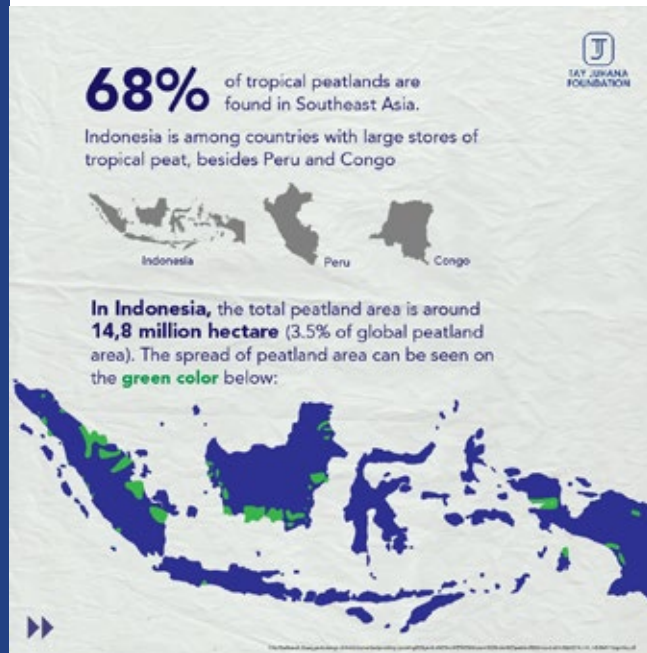 TAY JUHANA
FOUNDATION
68% of tropical peatlands are
found in Southeast Asia.
Indonesia is among countries with large stores of
tropical peat, besides Peru and Congo
Indonesia
Peru
Congo
In Indonesia, the total peatland area is around
14,8 million hectare (3.5% of global peatland
area). The spread of peatland area can be seen on
the green color below: